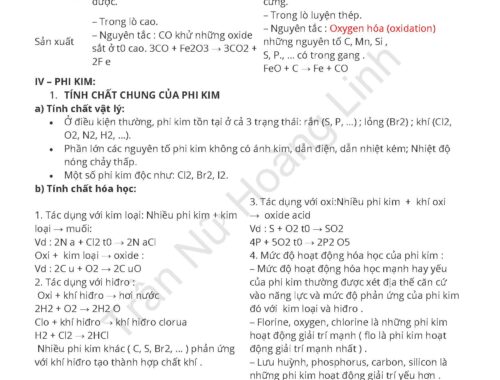 được.
cứng.
– Trong lò cao.
– Trong lò luyện thép.
Sản xuất
– Nguyên tắc : CO khử những oxide
sắt ở t0 cao. 3CO + Fe2O3 → 3CO2 +
2F e
– Nguyên tắc : Oxygen hóa (oxidation)
những nguyên tố C, Mn, Si ,
S, P,.., … có trong gang .
FeO + C → Fe + CO
IV – PHI KIM:
1. TÍNH CHẤT CHUNG CỦA PHI KIM
a) Tính chất vật lý:
• Ở điều kiện thường, phi kim tồn tại ở cả 3 trạng thái: rắn (S, P, ...) ; lỏng (Br2) ; khí (Cl2,
O2, N2, H2, ...).
• Phần lớn các nguyên tố phi kim không có ánh kim, dẫn điện, dẫn nhiệt kém; Nhiệt độ
nóng chảy thấp.
• Một số phi kim độc như: Cl2, Br2, I2.
b) Tính chất hóa học:
1. Tác dụng với kim loại: Nhiều phi kim + kim
loại → muối:
Vd : 2N a + Cl2 t0 → 2N aCl
Oxi + kim loại → oxide :
Vd : 2C u + O2 → 2C uO
2. Tác dụng với hiđro :
Oxi + khí hiđro → hơi nước
2H2 + O2 → 2H2 O
Clo + khí hiđro → khí hiđro clorua
H2 + Cl2 → 2HCl
Nhiều phi kim khác ( C, S, Br2, … ) phản ứng
với khí hiđro tạo thành hợp chất khí .
3. Tác dụng với oxi:Nhiều phi kim + khí oxi
→ oxide acid
Vd : S + O2 t0 → SO2
4P + 5O2 t0 → 2P2 O5
4. Mức độ hoạt động hóa học của phi kim :
– Mức độ hoạt động hóa học mạnh hay yếu
của phi kim thường được xét địa thế căn cứ
vào năng lực và mức độ phản ứng của phi kim
đó với kim loại và hiđro .
– Florine, oxygen, chlorine là những phi kim
hoạt động giải trí mạnh ( flo là phi kim hoạt
động giải trí mạnh nhất ) .
– Lưu huỳnh, phosphorus, carbon, silicon là
những phi kim hoạt động giải trí yếu hơn .
Trần Nữ Hoàng Linh